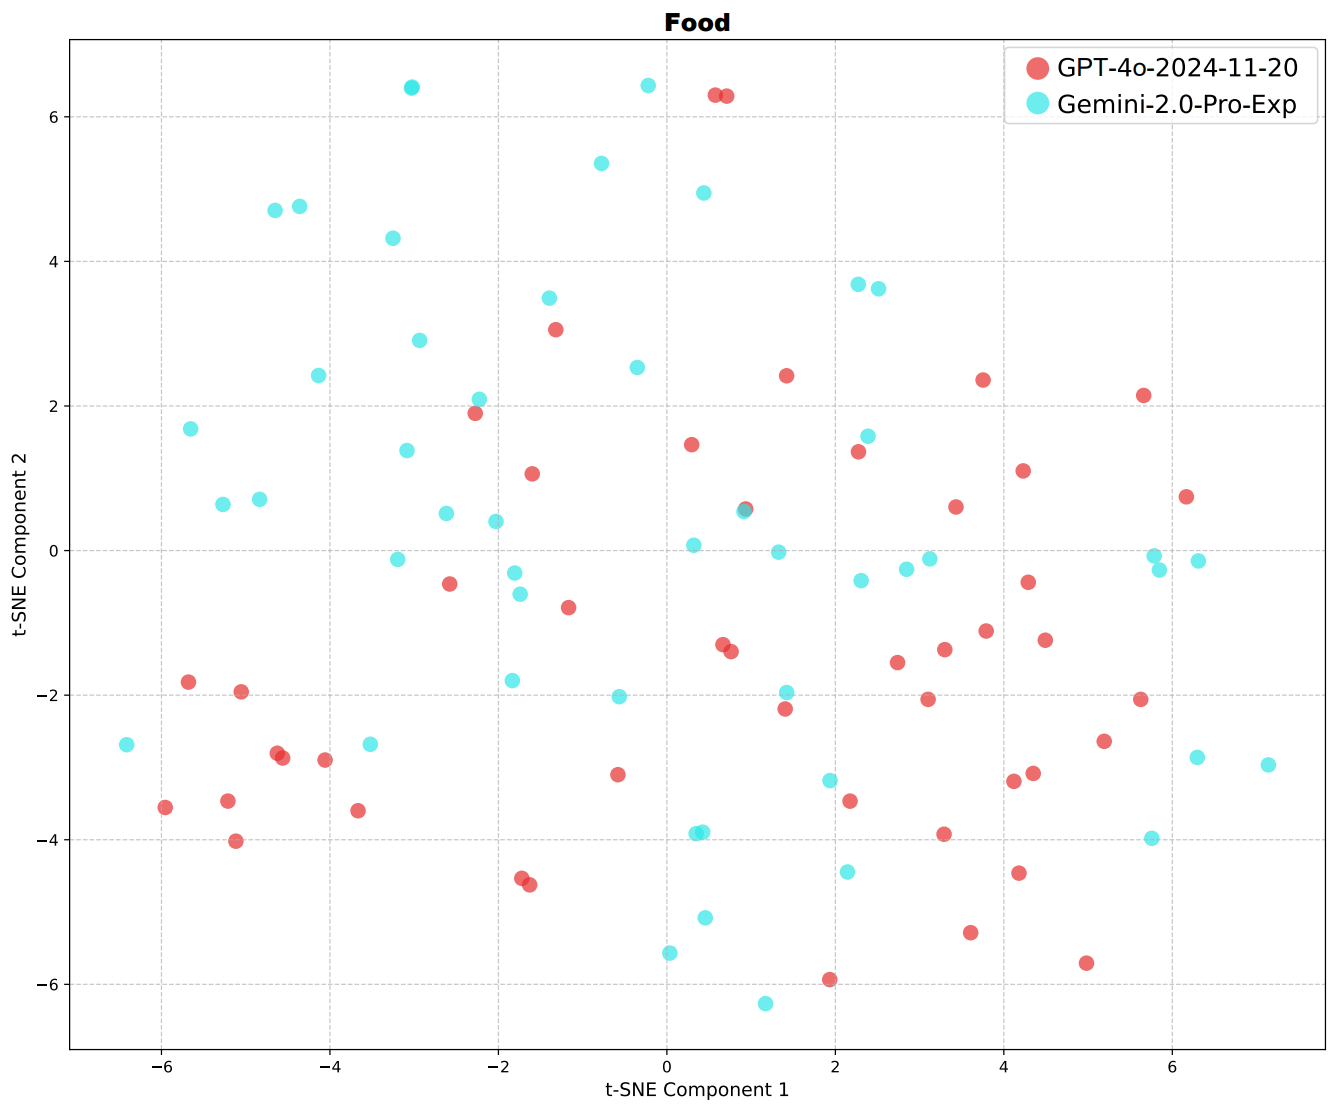 Food
GPT-4o-2024-11-20
Gemini-2.0-Pro-Exp
6
4
2
0
−2
−4
−6
t-SNE Component 2
−6
−4
−2
0
2
4
6
t-SNE Component 1